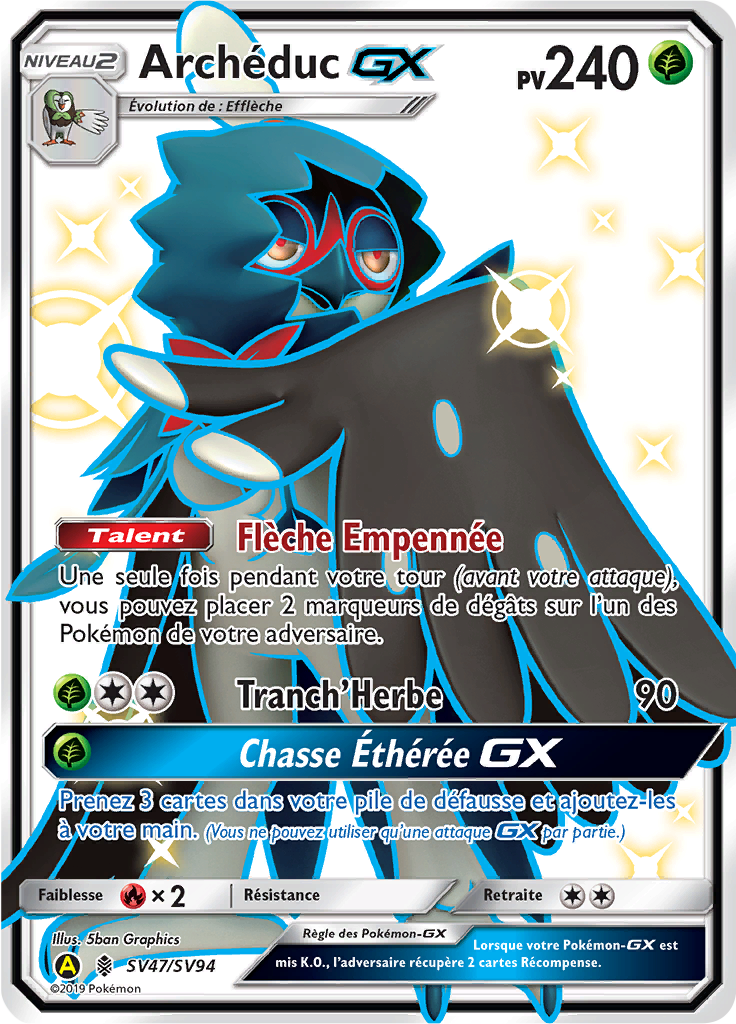 NIVEAU 2
Archéduc GX
PV 240
Évolution de : Efflèche
Talent
Flèche Empennée
Une seule fois pendant votre tour (avant votre attaque),
vous pouvez placer 2 marqueurs de dégâts sur l'un des
Pokémon de votre adversaire.
Tranch'Herbe 90
Chasse Éthérée GX
Prenez 3 cartes dans votre pile de défausse et ajoutez-les
à votre main. (Vous ne pouvez utiliser qu'une attaque GX par partie.)
Faiblesse ×2
Résistance
Retraite
Illus. 5ban Graphics
A SV47/SV94
©2019 Pokémon
Règle des Pokémon-GX
Lorsque votre Pokémon-GX est
mis K.O., l'adversaire récupère 2 cartes Récompense.